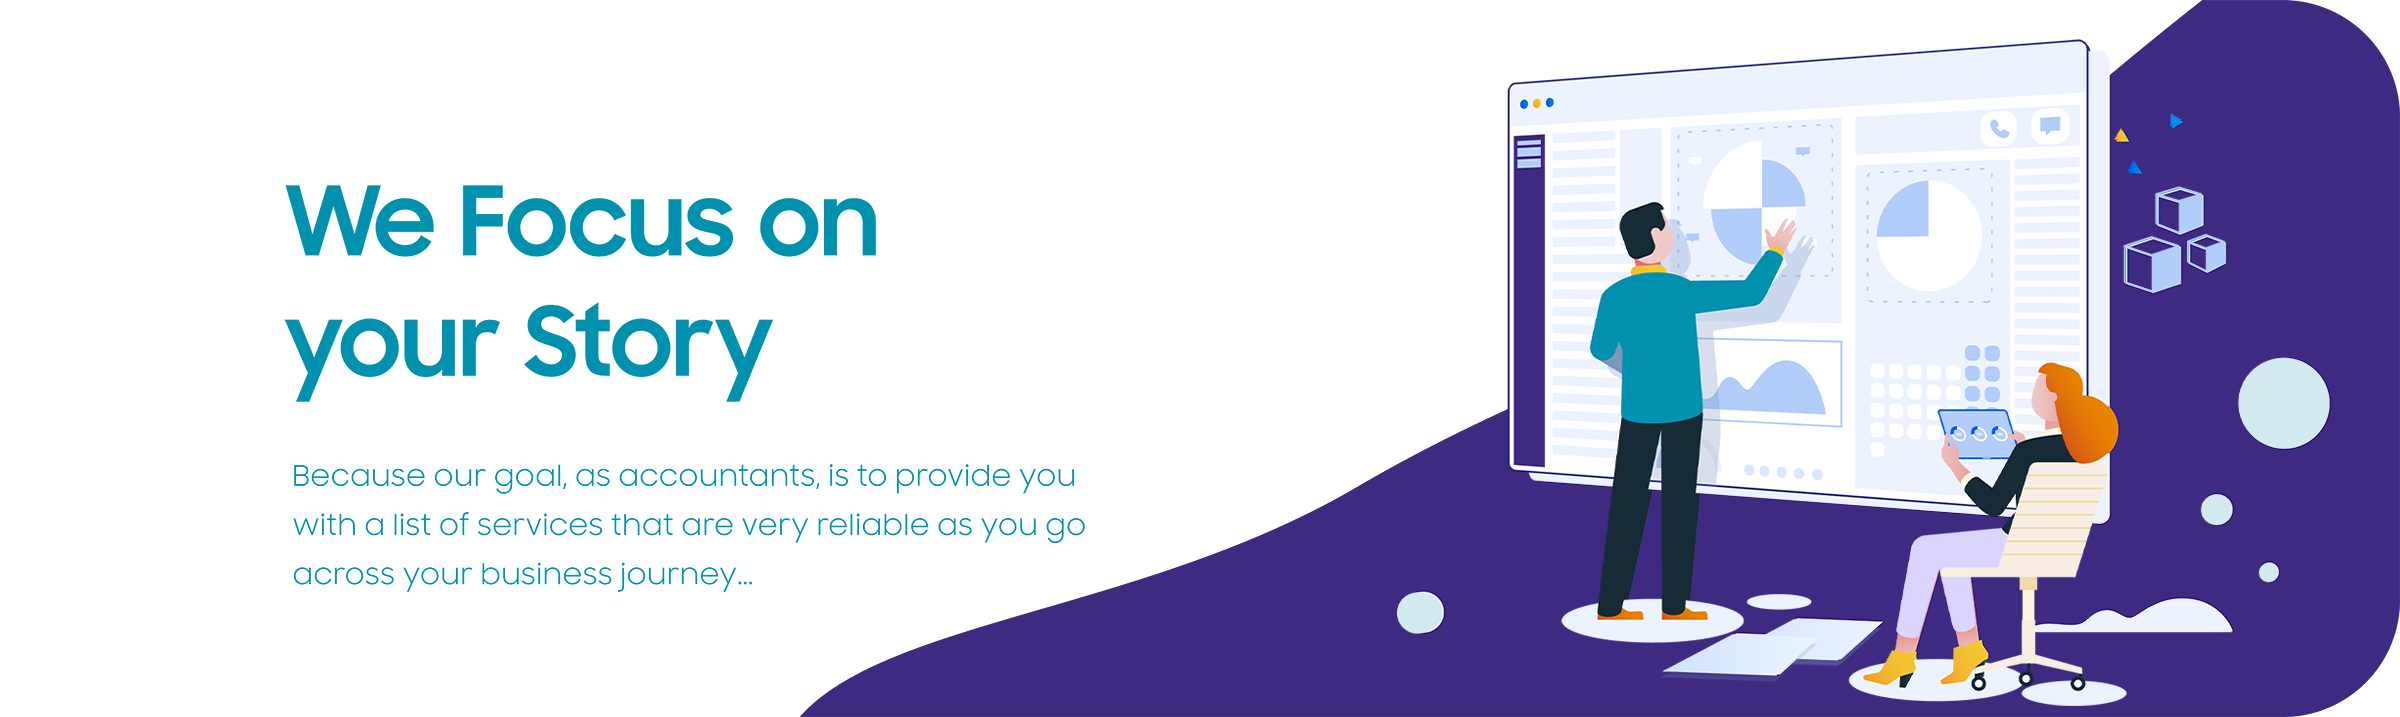 We Focus on
your Story
Because our goal, as accountants, is to provide you
with a list of services that are very reliable as you go
across your business journey...